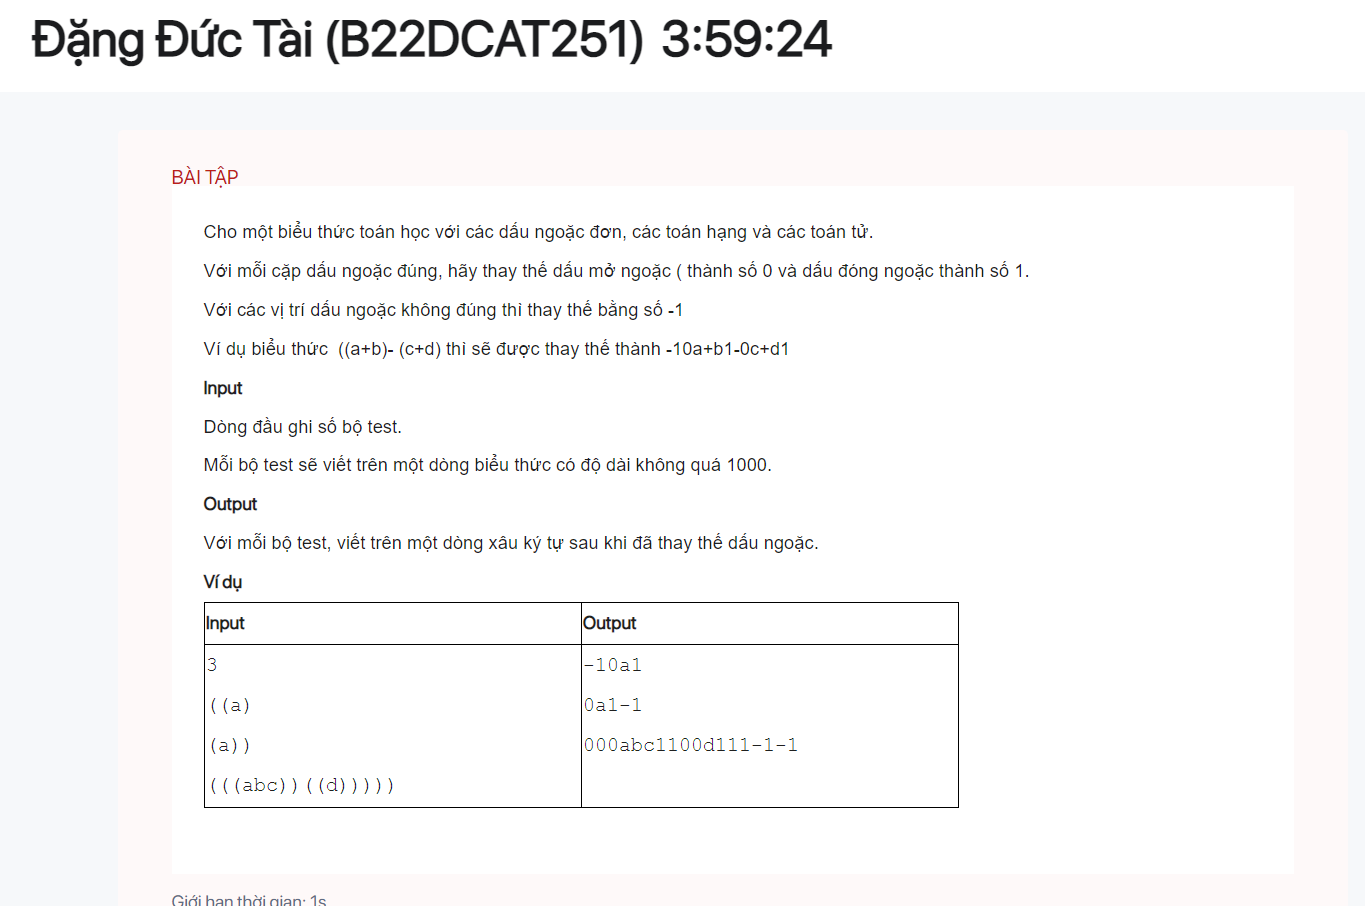 Đặng Đức Tài (B22DCAT251) 3:59:24
BÀI TẬP
Cho một biểu thức toán học với các dấu ngoặc đơn, các toán hạng và các toán tử.
Với mỗi cặp dấu ngoặc đúng, hãy thay thế dấu mở ngoặc ( thành số 0 và dấu đóng ngoặc thành số 1.
Với các vị trí dấu ngoặc không đúng thì thay thế bằng số -1
Ví dụ biểu thức  ((a+b)- (c+d) thì sẽ được thay thế thành -10a+b1-0c+d1
Input
Dòng đầu ghi số bộ test.
Mỗi bộ test sẽ viết trên một dòng biểu thức có độ dài không quá 1000.
Output
Với mỗi bộ test, viết trên một dòng xâu ký tự sau khi đã thay thế dấu ngoặc.
Ví dụ
Input Output
3 -10a1
((a) 0a1-1
(a)) 000abc1100d111-1-1
(((abc))((d)))))
Giới hạn thời gian: 1s